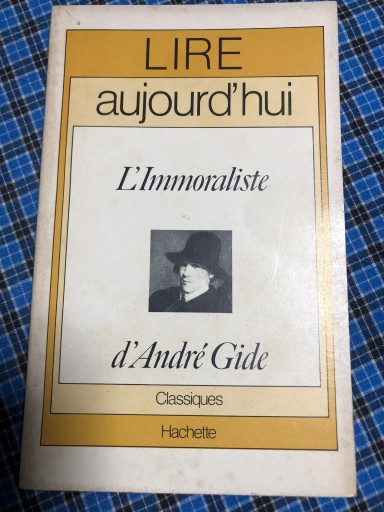 LIRE
aujourd'hui
L'Immoraliste
d'André Gide
Classiques
Hachette